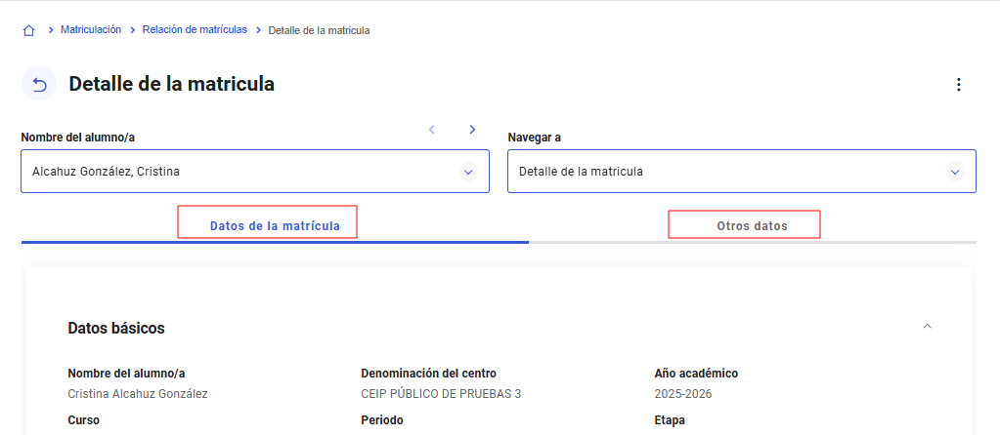 Matriculación Relación de matrículas Detalle de la matricula
Detalle de la matricula
Nombre del alumno/a Navegar a
Alcahuz González, Cristina Detalle de la matricula
Datos de la matrícula Otros datos
Datos básicos
Nombre del alumno/a Denominación del centro Año académico
Cristina Alcahuz González CEIP PÚBLICO DE PRUEBAS 3 2025-2026
Curso Periodo Etapa